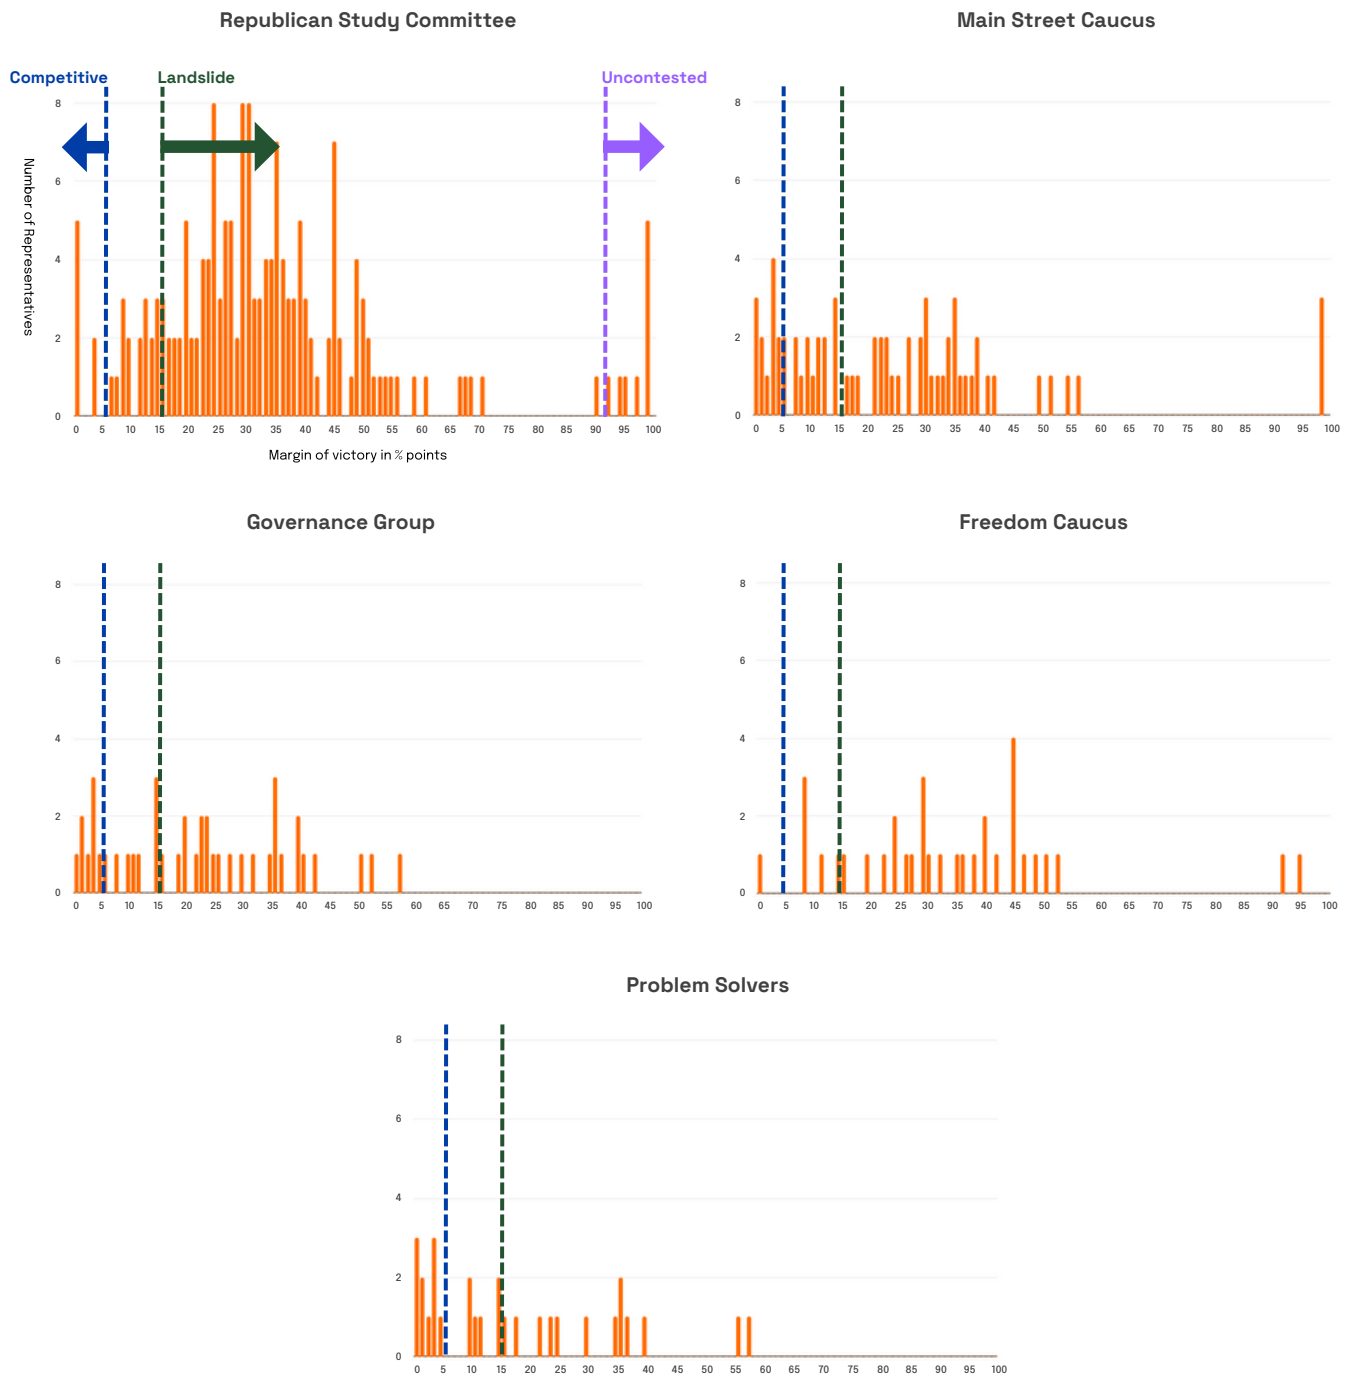 Republican Study Committee
Main Street Caucus
Competitive
Landslide
Uncontested
Number of Representatives
8
6
4
2
0
0 5 10 15 20 25 30 35 40 45 50 55 60 65 70 75 80 85 90 95 100
Margin of victory in % points
8
6
4
2
0
0 5 10 15 20 25 30 35 40 45 50 55 60 65 70 75 80 85 90 95 100
Governance Group
Freedom Caucus
8
6
4
2
0
0 5 10 15 20 25 30 35 40 45 50 55 60 65 70 75 80 85 90 95 100
8
6
4
2
0
0 5 10 15 20 25 30 35 40 45 50 55 60 65 70 75 80 85 90 95 100
Problem Solvers
8
6
4
2
0
0 5 10 15 20 25 30 35 40 45 50 55 60 65 70 75 80 85 90 95 100